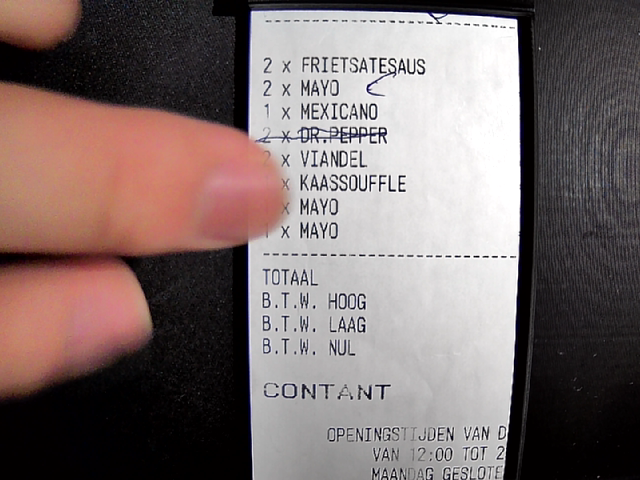 2 x FRIETSATESAUS
2 x MAYO
1 x MEXICANO
2 x DR.PEPPER
x VIANDEL
x KAASSOUFFLE
x MAYO
x MAYO
TOTAAL
B.T.W. HOOG
B.T.W. LAAG
B.T.W. NUL
CONTANT
OPENINGSTIJDEN VAN D
VAN 12:00 TOT 2
MAANDAG GESLOTE